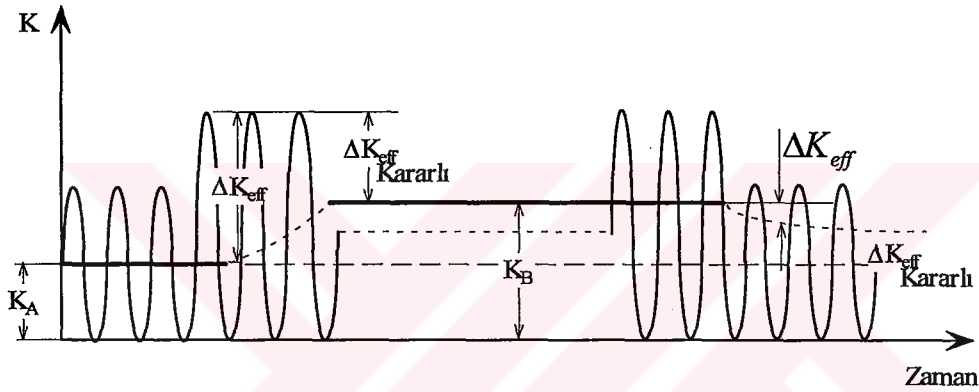 K
ΔK_eff
ΔK_eff
Kararlı
ΔK_eff
ΔK_eff
Kararlı
K_A
K_B
Zaman